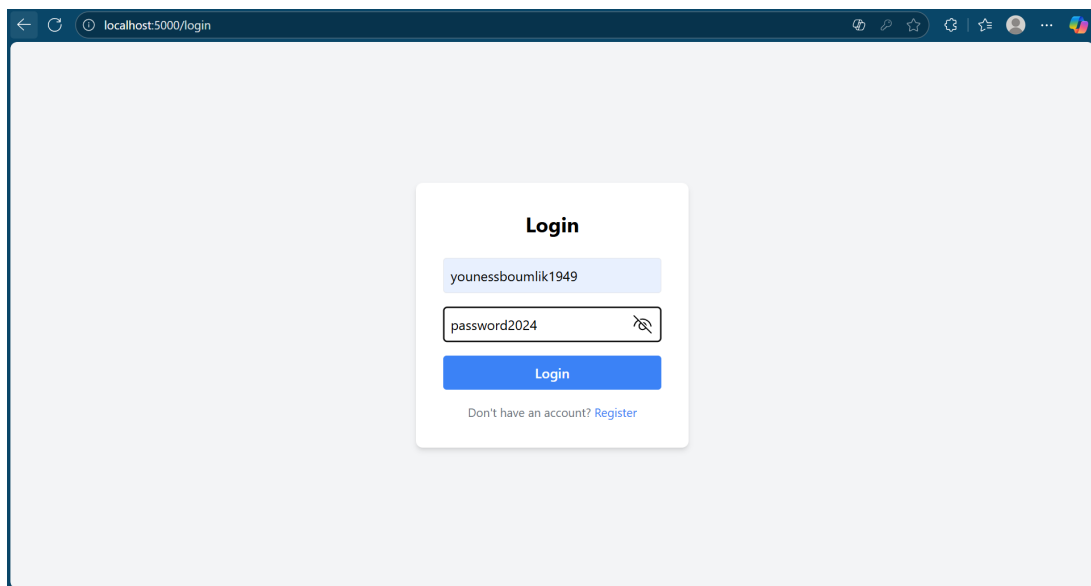 localhost:5000/login
Login
younessboumlik1949
password2024
Login
Don't have an account? Register